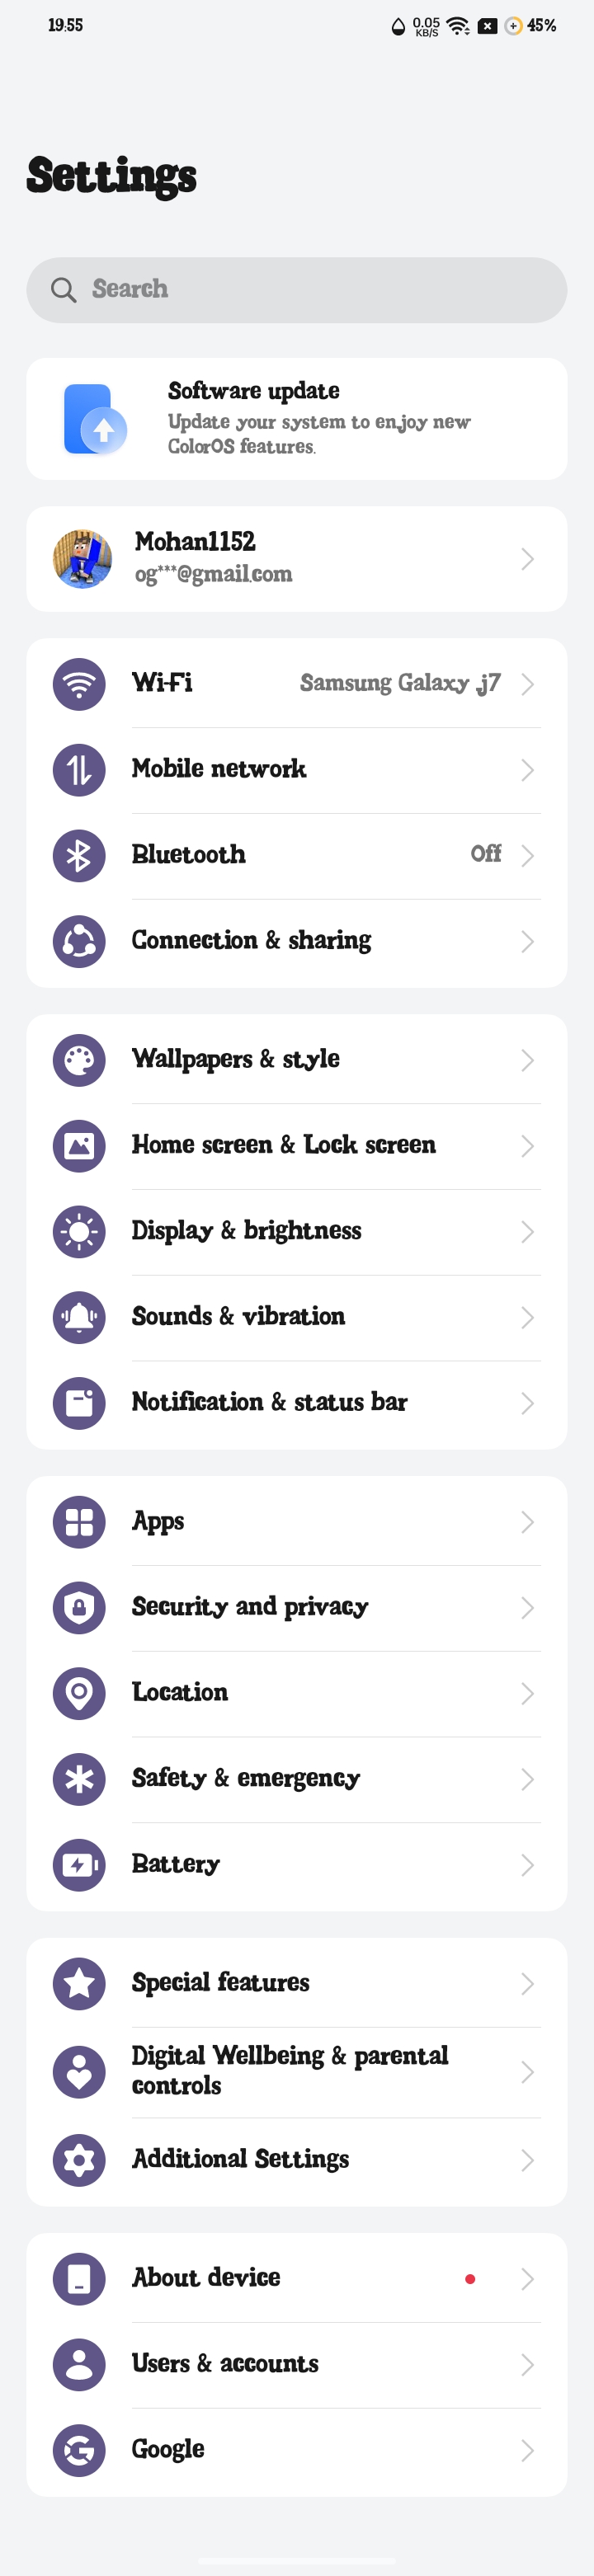 19:55
0.05
KB/S
45%
Settings
Search
Software update
Update your system to enjoy new
ColorOS features.
Mohan1152
og***@gmail.com
Wi-Fi
Samsung Galaxy j7
Mobile network
Bluetooth
Off
Connection & sharing
Wallpapers & style
Home screen & Lock screen
Display & brightness
Sounds & vibration
Notification & status bar
Apps
Security and privacy
Location
Safety & emergency
Battery
Special features
Digital Wellbeing & parental
controls
Additional Settings
About device
Users & accounts
Google